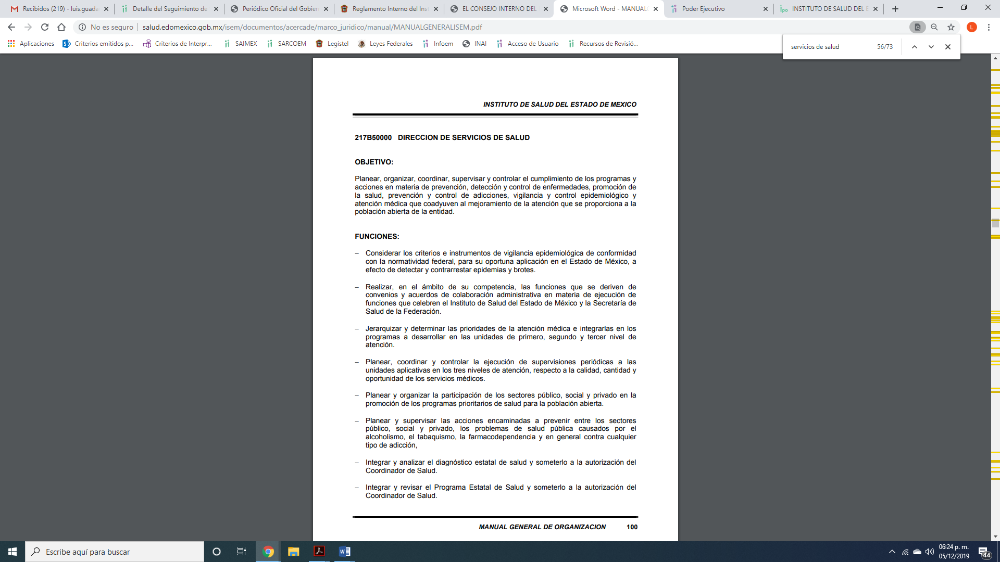 Recibidos (219) - luis.guada
Detalle del Seguimiento de
Periódico Oficial del Gobier
Reglamento Interno del Inst
EL CONSEJO INTERNO DEL
Microsoft Word - MANUALG
Poder Ejecutivo
INSTITUTO DE SALUD DEL E
No es seguro | salud.edomexico.gob.mx/isem/documentos/acercade/marco_juridico/manual/MANUALGENERALISEM.pdf
L
Aplicaciones
Criterios emitidos p...
Criterios de Interpr...
SAIMEX
SARCOEM
Legistel
Leyes Federales
Infoem
INAI
Acceso de Usuario
Recursos de Revisió...
servicios de salud 56/73
INSTITUTO DE SALUD DEL ESTADO DE MEXICO
217B50000 DIRECCION DE SERVICIOS DE SALUD
OBJETIVO:
Planear, organizar, coordinar, supervisar y controlar el cumplimiento de los programas y
acciones en materia de prevención, detección y control de enfermedades, promoción de
la salud, prevención y control de adicciones, vigilancia y control epidemiológico y
atención médica que coadyuven al mejoramiento de la atención que se proporciona a la
población abierta de la entidad.
FUNCIONES:
– Considerar los criterios e instrumentos de vigilancia epidemiológica de conformidad
con la normatividad federal, para su oportuna aplicación en el Estado de México, a
efecto de detectar y contrarrestar epidemias y brotes.
– Realizar, en el ámbito de su competencia, las funciones que se deriven de
convenios y acuerdos de colaboración administrativa en materia de ejecución de
funciones que celebren el Instituto de Salud del Estado de México y la Secretaría de
Salud de la Federación.
– Jerarquizar y determinar las prioridades de la atención médica e integrarlas en los
programas a desarrollar en las unidades de primero, segundo y tercer nivel de
atención.
– Planear, coordinar y controlar la ejecución de supervisiones periódicas a las
unidades aplicativas en los tres niveles de atención, respecto a la calidad, cantidad y
oportunidad de los servicios médicos.
– Planear y organizar la participación de los sectores público, social y privado en la
promoción de los programas prioritarios de salud para la población abierta.
– Planear y supervisar las acciones encaminadas a prevenir entre los sectores
público, social y privado, los problemas de salud pública causados por el
alcoholismo, el tabaquismo, la farmacodependencia y en general contra cualquier
tipo de adicción,
– Integrar y analizar el diagnóstico estatal de salud y someterlo a la autorización del
Coordinador de Salud.
– Integrar y revisar el Programa Estatal de Salud y someterlo a la autorización del
Coordinador de Salud.
MANUAL GENERAL DE ORGANIZACION 100
Escribe aquí para buscar
06:24 p. m.
05/12/2019
44